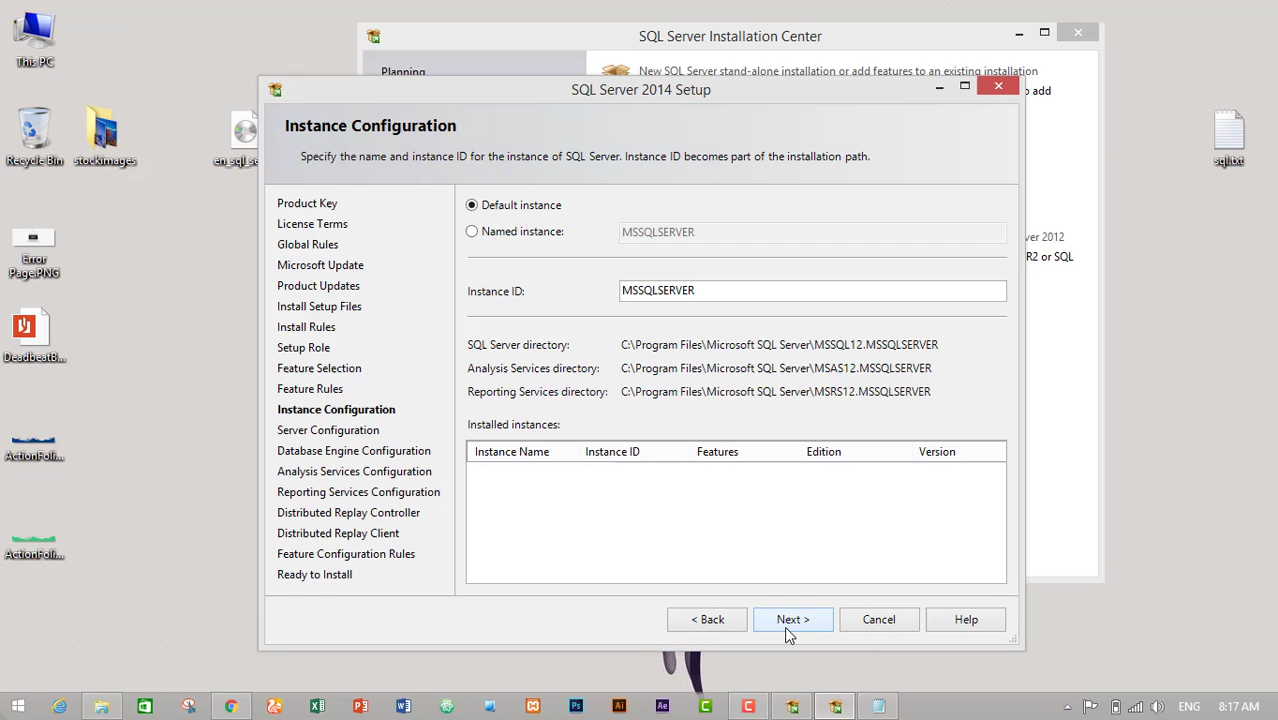 This PC
Recycle Bin
stockimages
en_sql_se...
Error
Page.PNG
DeadbeatB...
ActionFoli...
ActionFoli...
sql.txt
SQL Server Installation Center
Planning
New SQL Server stand-alone installation or add features to an existing installation
to add
ver 2012
R2 or SQL
SQL Server 2014 Setup
Instance Configuration
Specify the name and instance ID for the instance of SQL Server. Instance ID becomes part of the installation path.
Product Key
License Terms
Global Rules
Microsoft Update
Product Updates
Install Setup Files
Install Rules
Setup Role
Feature Selection
Feature Rules
Instance Configuration
Server Configuration
Database Engine Configuration
Analysis Services Configuration
Reporting Services Configuration
Distributed Replay Controller
Distributed Replay Client
Feature Configuration Rules
Ready to Install
Default instance
Named instance: MSSQLSERVER
Instance ID: MSSQLSERVER
SQL Server directory: C:\Program Files\Microsoft SQL Server\MSSQL12.MSSQLSERVER
Analysis Services directory: C:\Program Files\Microsoft SQL Server\MSAS12.MSSQLSERVER
Reporting Services directory: C:\Program Files\Microsoft SQL Server\MSRS12.MSSQLSERVER
Installed instances:
Instance Name Instance ID Features Edition Version
< Back Next > Cancel Help
ENG 8:17 AM